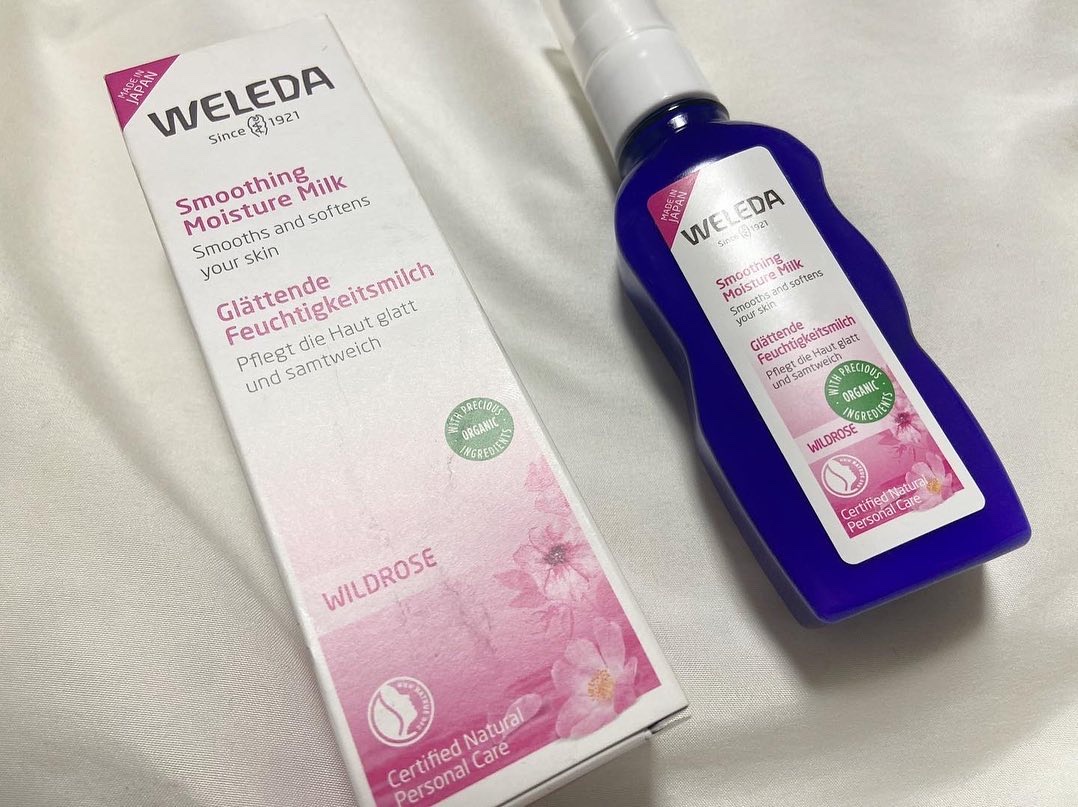 MADE IN
JAPAN
WELEDA
Since 1921
Smoothing
Moisture Milk
Smooths and softens
your skin
Glättende
Feuchtigkeitsmilch
Pflegt die Haut glatt
und samtweich
WITH PRECIOUS
ORGANIC
INGREDIENTS
WILDROSE
Certified Natural
Personal Care
MADE IN
JAPAN
WELEDA
Since 1921
Smoothing
Moisture Milk
Smooths and softens
your skin
Glättende
Feuchtigkeitsmilch
Pflegt die Haut glatt
und samtweich
WITH PRECIOUS
ORGANIC
INGREDIENTS
WILDROSE
Certified Natural
Personal Care